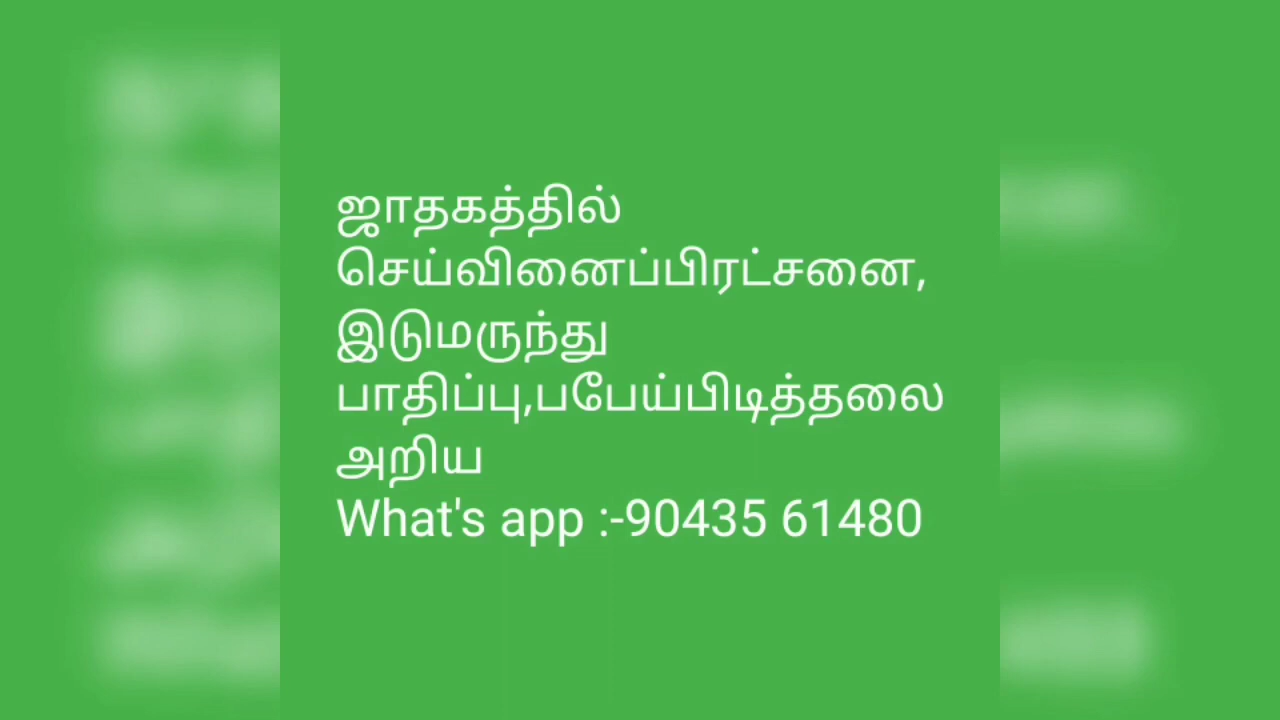 ஜாதகத்தில்
செய்வினைப்பிரட்சனை,
இடுமருந்து
பாதிப்பு,பபேய்பிடித்தலை
அறிய
What's app :-90435 61480